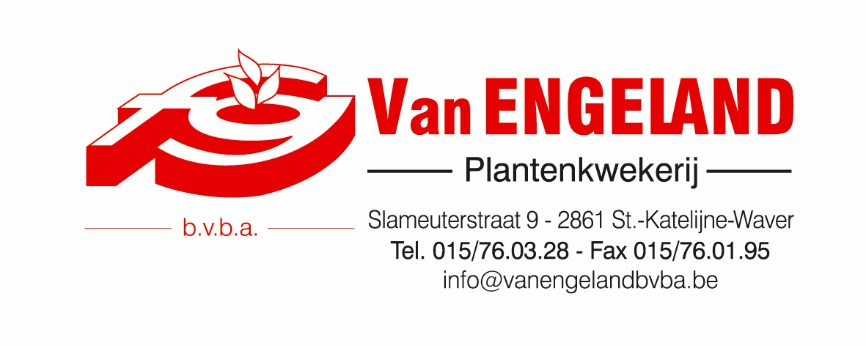 Van ENGELAND
Plantenkwekerij
b.v.b.a.
Slameuterstraat 9 - 2861 St.-Katelijne-Waver
Tel. 015/76.03.28 - Fax 015/76.01.95
info@vanengelandbvba.be